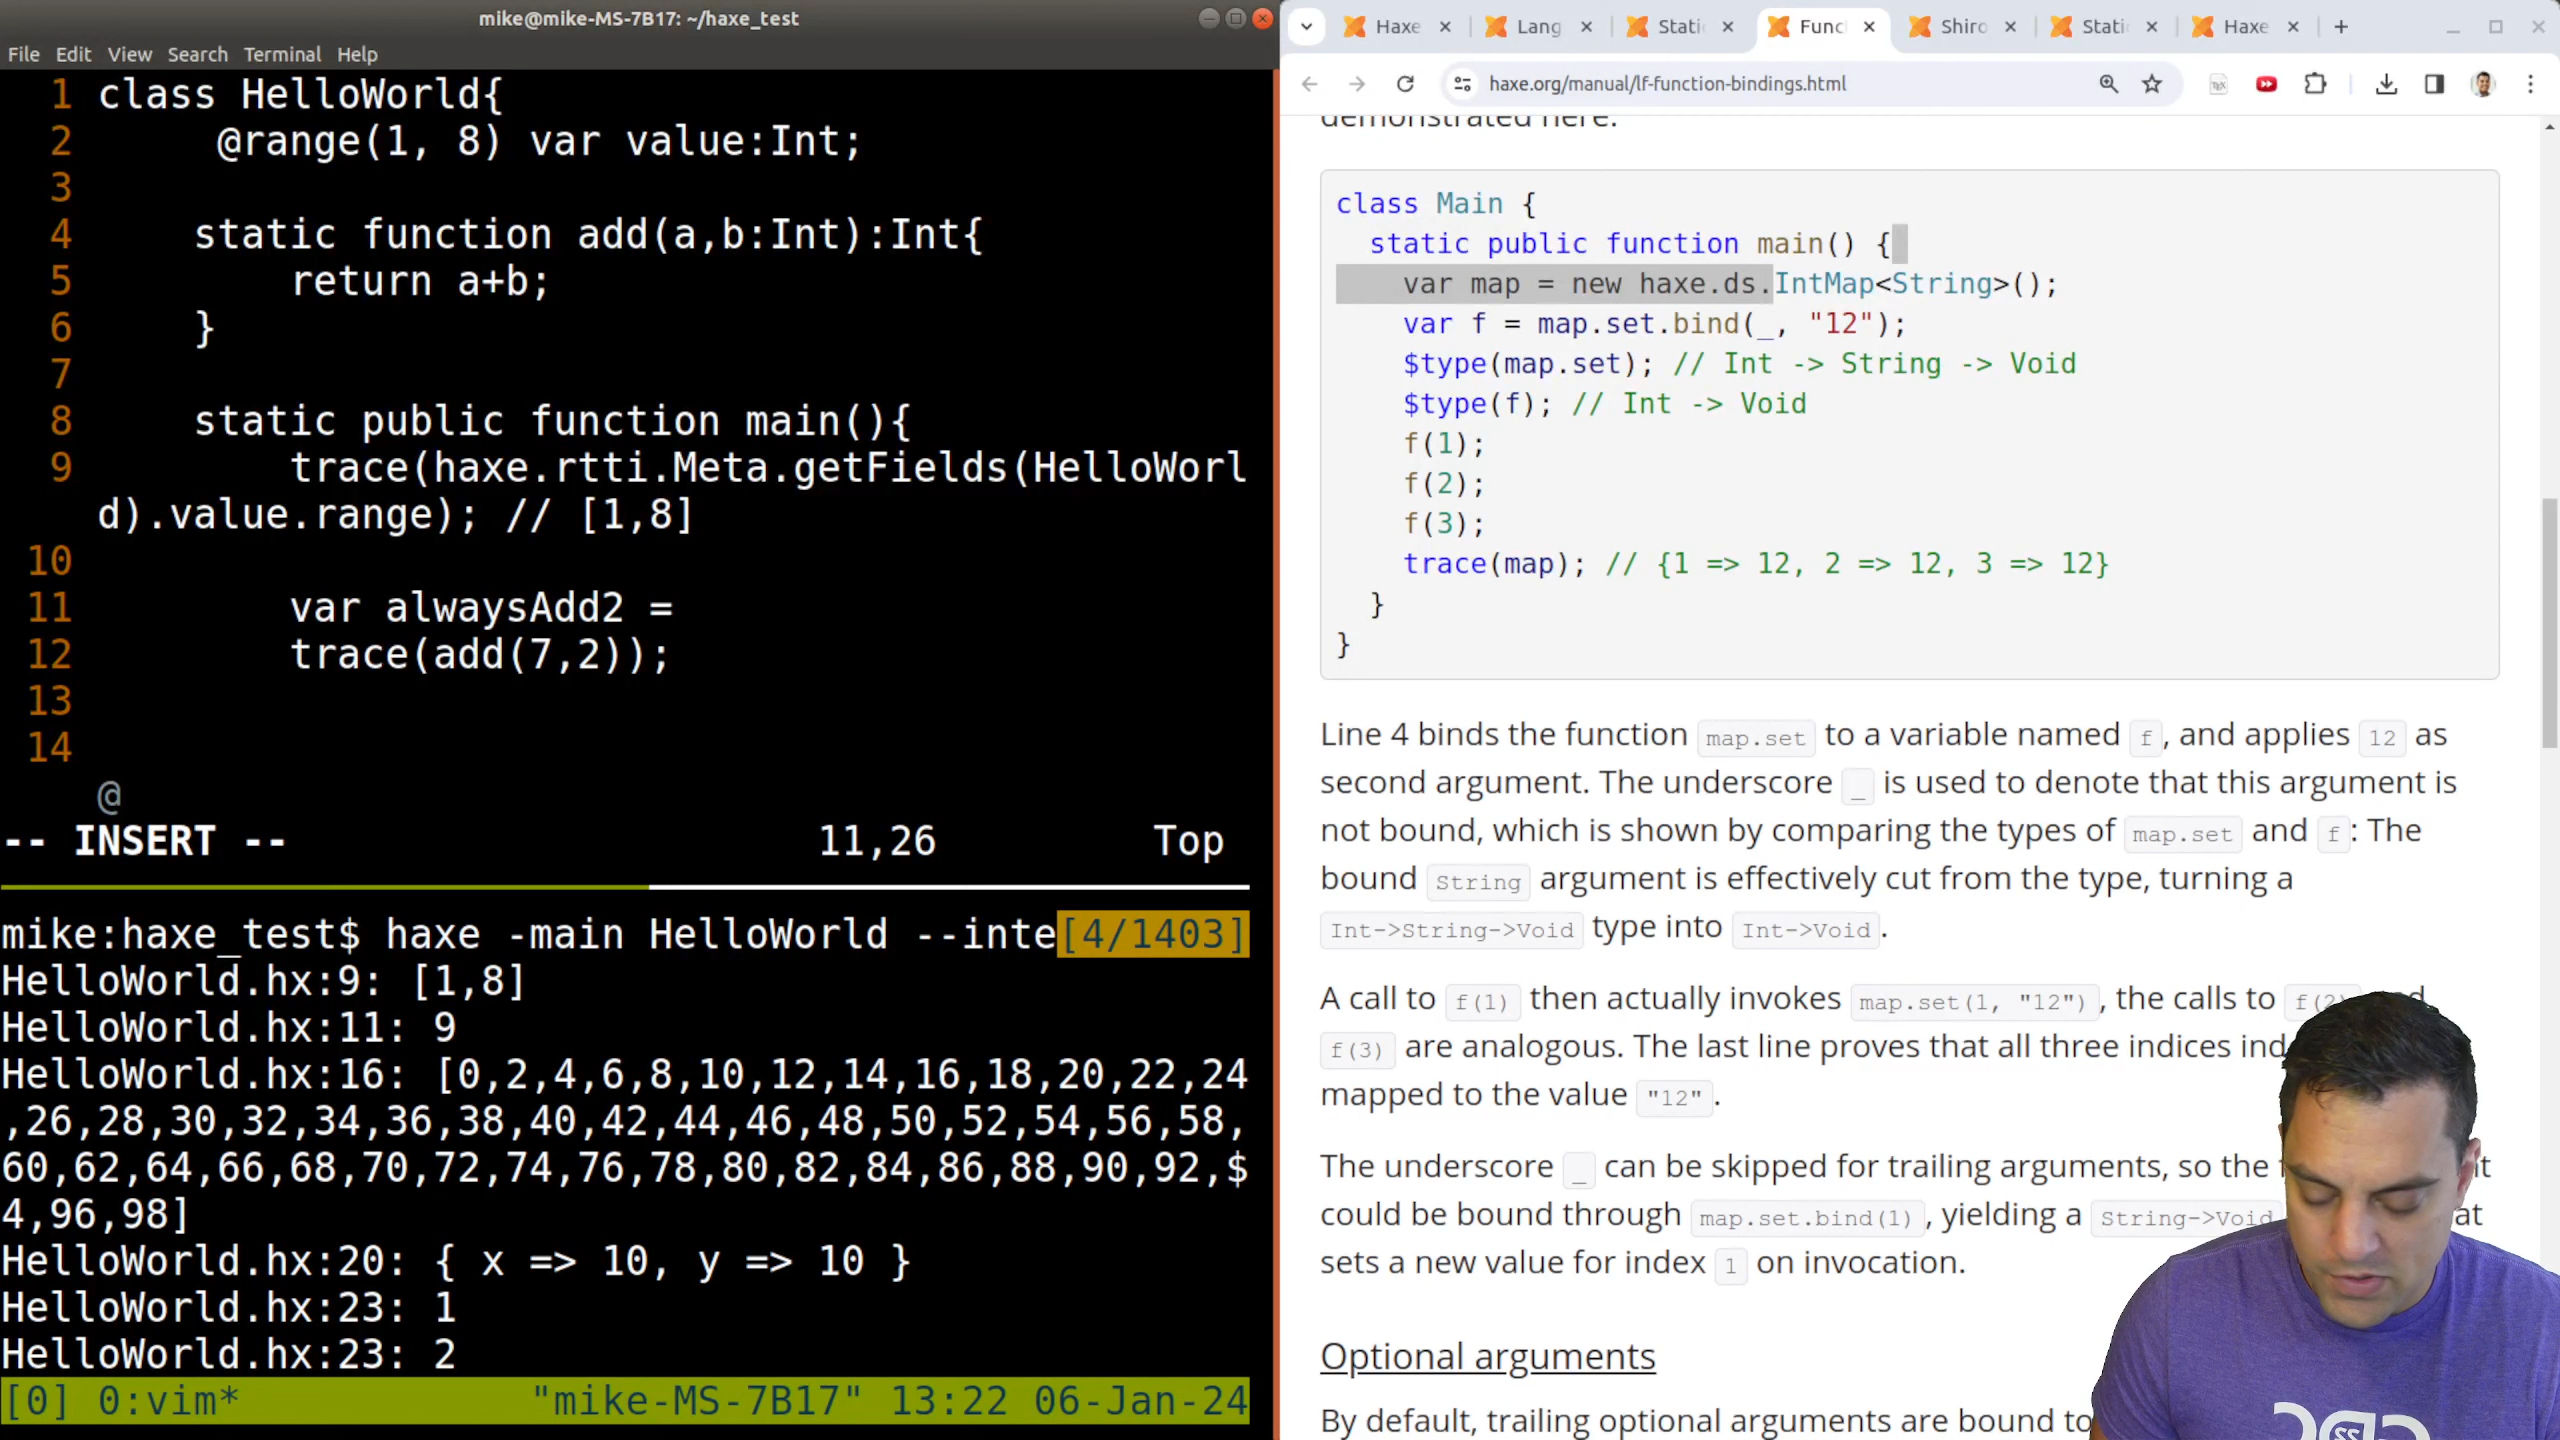 mike@mike-MS-7B17: ~/haxe_test
File Edit View Search Terminal Help
1 class HelloWorld{
2 @range(1, 8) var value:Int;
3
4 static function add(a,b:Int):Int{
5 return a+b;
6 }
7
8 static public function main(){
9 trace(haxe.rtti.Meta.getFields(HelloWorl
d).value.range); // [1,8]
10
11 var alwaysAdd2 =
12 trace(add(7,2));
13
14
@
-- INSERT -- 11,26 Top
mike:haxe_test$ haxe -main HelloWorld --inte[4/1403]
HelloWorld.hx:9: [1,8]
HelloWorld.hx:11: 9
HelloWorld.hx:16: [0,2,4,6,8,10,12,14,16,18,20,22,24
,26,28,30,32,34,36,38,40,42,44,46,48,50,52,54,56,58,
60,62,64,66,68,70,72,74,76,78,80,82,84,86,88,90,92,$
4,96,98]
HelloWorld.hx:20: { x => 10, y => 10 }
HelloWorld.hx:23: 1
HelloWorld.hx:23: 2
[0] 0:vim* "mike-MS-7B17" 13:22 06-Jan-24
Haxe Lang Stati Func Shiro Stati Haxe
haxe.org/manual/lf-function-bindings.html
demonstrated here:
class Main {
static public function main() {
var map = new haxe.ds.IntMap<String>();
var f = map.set.bind(_, "12");
$type(map.set); // Int -> String -> Void
$type(f); // Int -> Void
f(1);
f(2);
f(3);
trace(map); // {1 => 12, 2 => 12, 3 => 12}
}
}
Line 4 binds the function map.set to a variable named f, and applies 12 as
second argument. The underscore _ is used to denote that this argument is
not bound, which is shown by comparing the types of map.set and f: The
bound String argument is effectively cut from the type, turning a
Int->String->Void type into Int->Void.
A call to f(1) then actually invokes map.set(1, "12"), the calls to f(2) and
f(3) are analogous. The last line proves that all three indices ind
mapped to the value "12".
The underscore _ can be skipped for trailing arguments, so the
could be bound through map.set.bind(1), yielding a String->Void at
sets a new value for index 1 on invocation.
Optional arguments
By default, trailing optional arguments are bound to